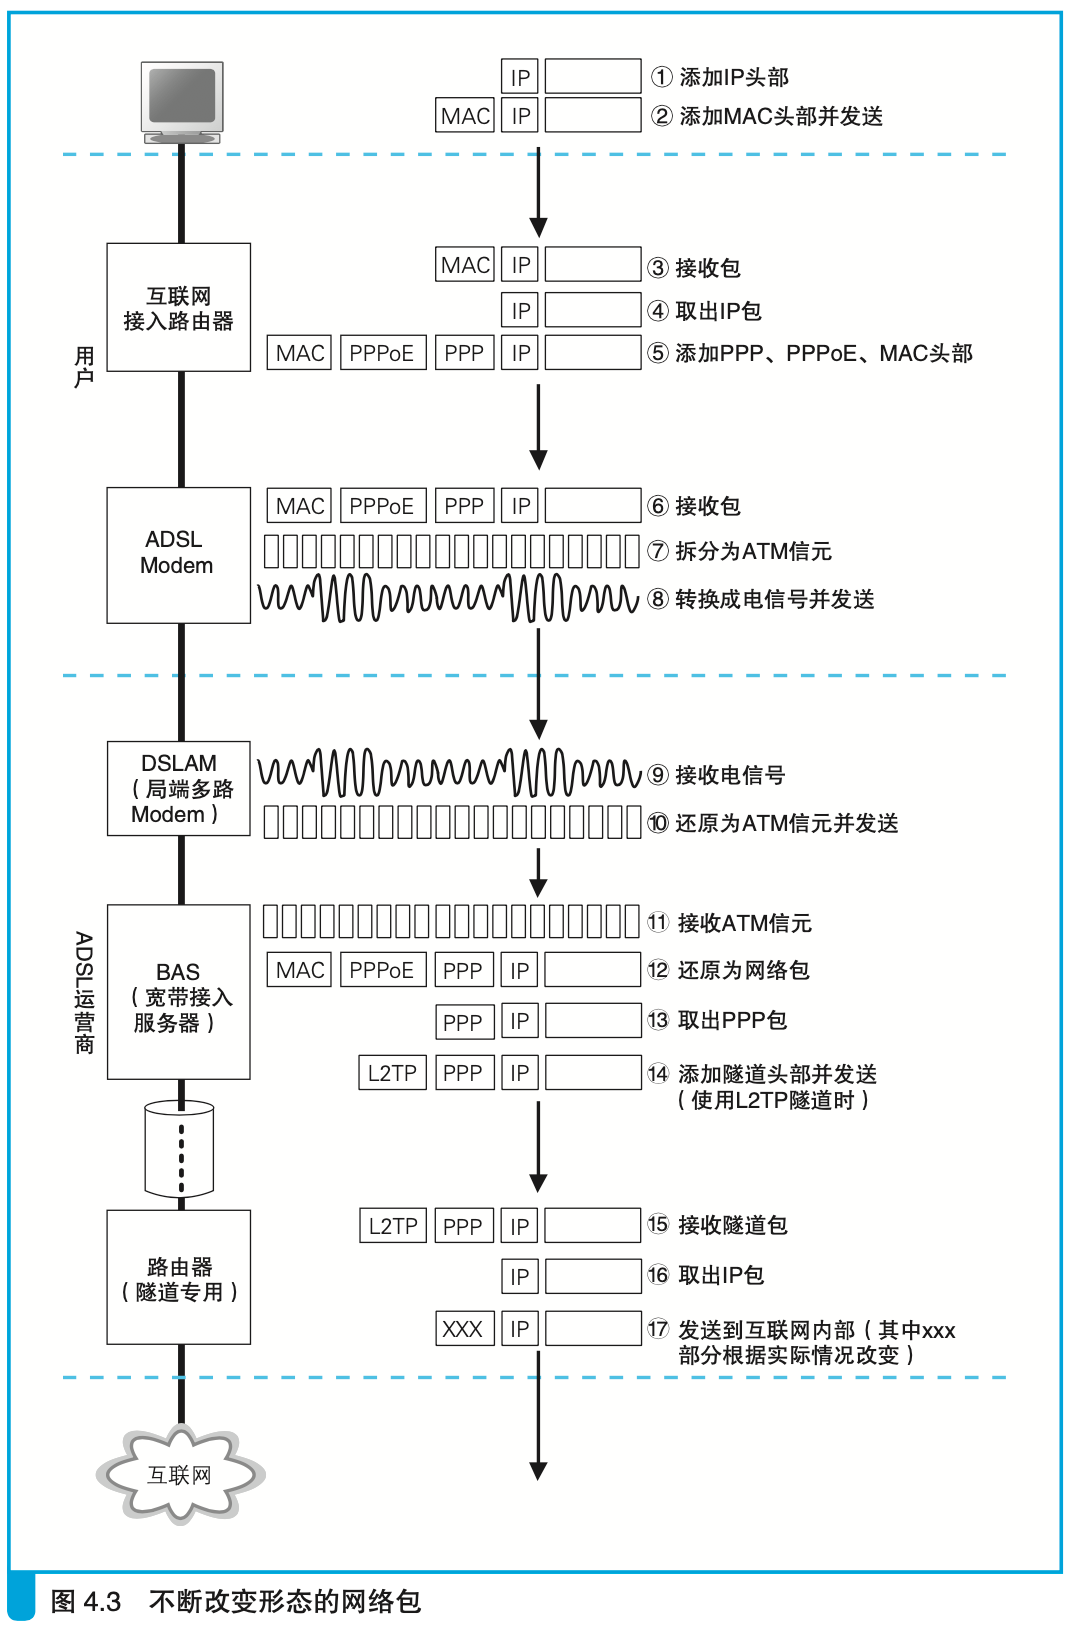 IP ① 添加IP头部
MAC IP ② 添加MAC头部并发送
用户
互联网
接入路由器
MAC IP ③ 接收包
IP ④ 取出IP包
MAC PPPoE PPP IP ⑤ 添加PPP、PPPoE、MAC头部
ADSL
Modem
MAC PPPoE PPP IP ⑥ 接收包
⑦ 拆分为ATM信元
⑧ 转换成电信号并发送
DSLAM
（局端多路
Modem）
⑨ 接收电信号
⑩ 还原为ATM信元并发送
ADSL运营商
BAS
（宽带接入
服务器）
⑪ 接收ATM信元
MAC PPPoE PPP IP ⑫ 还原为网络包
PPP IP ⑬ 取出PPP包
L2TP PPP IP ⑭ 添加隧道头部并发送
（使用L2TP隧道时）
路由器
（隧道专用）
L2TP PPP IP ⑮ 接收隧道包
IP ⑯ 取出IP包
XXX IP ⑰ 发送到互联网内部（其中xxx
部分根据实际情况改变）
互联网
图 4.3 不断改变形态的网络包